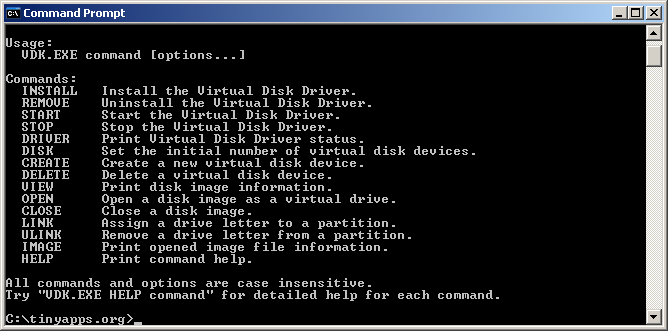 C:\ Command Prompt
Usage:
VDK.EXE command [options...]
Commands:
INSTALL Install the Virtual Disk Driver.
REMOVE Uninstall the Virtual Disk Driver.
START Start the Virtual Disk Driver.
STOP Stop the Virtual Disk Driver.
DRIVER Print Virtual Disk Driver status.
DISK Set the initial number of virtual disk devices.
CREATE Create a new virtual disk device.
DELETE Delete a virtual disk device.
VIEW Print disk image information.
OPEN Open a disk image as a virtual drive.
CLOSE Close a disk image.
LINK Assign a drive letter to a partition.
ULINK Remove a drive letter from a partition.
IMAGE Print opened image file information.
HELP Print command help.
All commands and options are case insensitive.
Try "VDK.EXE HELP command" for detailed help for each command.
C:\tinyapps.org>_